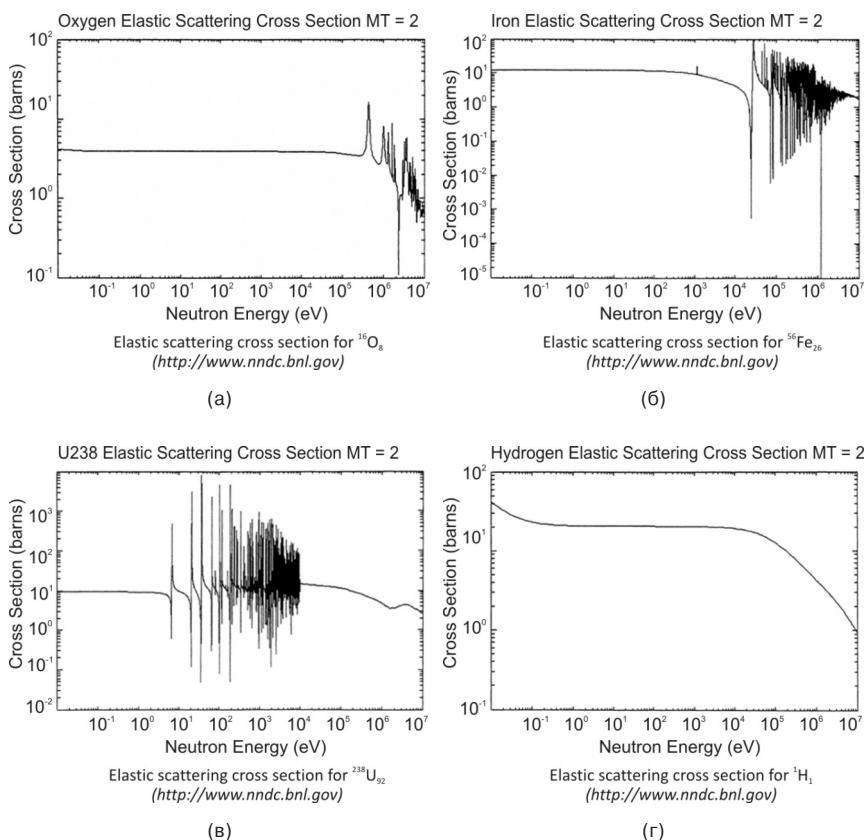 Oxygen Elastic Scattering Cross Section MT = 2
Cross Section (barns)
10²
10¹
10⁰
10⁻¹
10⁻¹ 10⁰ 10¹ 10² 10³ 10⁴ 10⁵ 10⁶ 10⁷
Neutron Energy (eV)
Elastic scattering cross section for ¹⁶O₈
(http://www.nndc.bnl.gov)
(а)
Iron Elastic Scattering Cross Section MT = 2
Cross Section (barns)
10²
10¹
10⁰
10⁻¹
10⁻²
10⁻³
10⁻⁴
10⁻⁵
10⁻¹ 10⁰ 10¹ 10² 10³ 10⁴ 10⁵ 10⁶ 10⁷
Neutron Energy (eV)
Elastic scattering cross section for ⁵⁶Fe₂₆
(http://www.nndc.bnl.gov)
(б)
U238 Elastic Scattering Cross Section MT = 2
Cross Section (barns)
10³
10²
10¹
10⁰
10⁻¹
10⁻²
10⁻¹ 10⁰ 10¹ 10² 10³ 10⁴ 10⁵ 10⁶ 10⁷
Neutron Energy (eV)
Elastic scattering cross section for ²³⁸U₉₂
(http://www.nndc.bnl.gov)
(в)
Hydrogen Elastic Scattering Cross Section MT = 2
Cross Section (barns)
10²
10¹
10⁰
10⁻¹
10⁻¹ 10⁰ 10¹ 10² 10³ 10⁴ 10⁵ 10⁶ 10⁷
Neutron Energy (eV)
Elastic scattering cross section for ¹H₁
(http://www.nndc.bnl.gov)
(г)